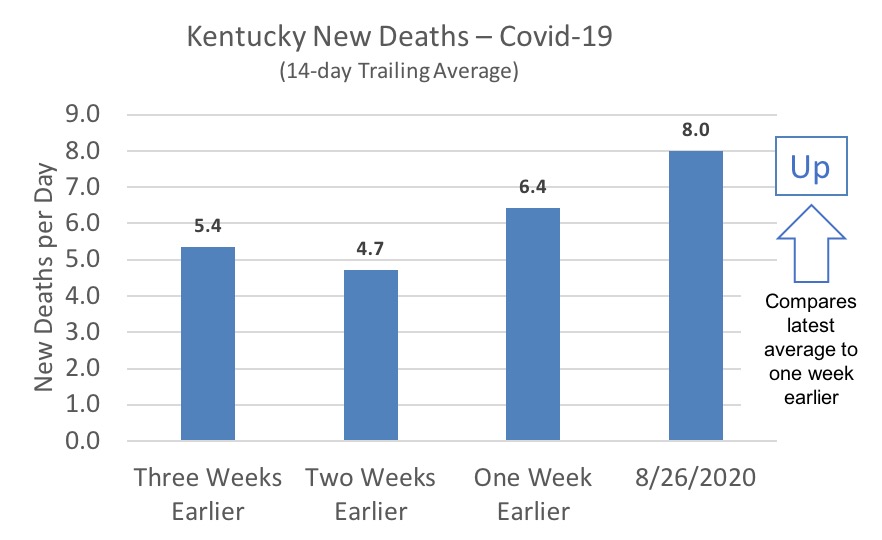 Kentucky New Deaths – Covid-19
(14-day Trailing Average)
New Deaths per Day
9.0
8.0
7.0
6.0
5.0
4.0
3.0
2.0
1.0
0.0
5.4
4.7
6.4
8.0
Three Weeks
Earlier
Two Weeks
Earlier
One Week
Earlier
8/26/2020
Up
Compares
latest
average to
one week
earlier